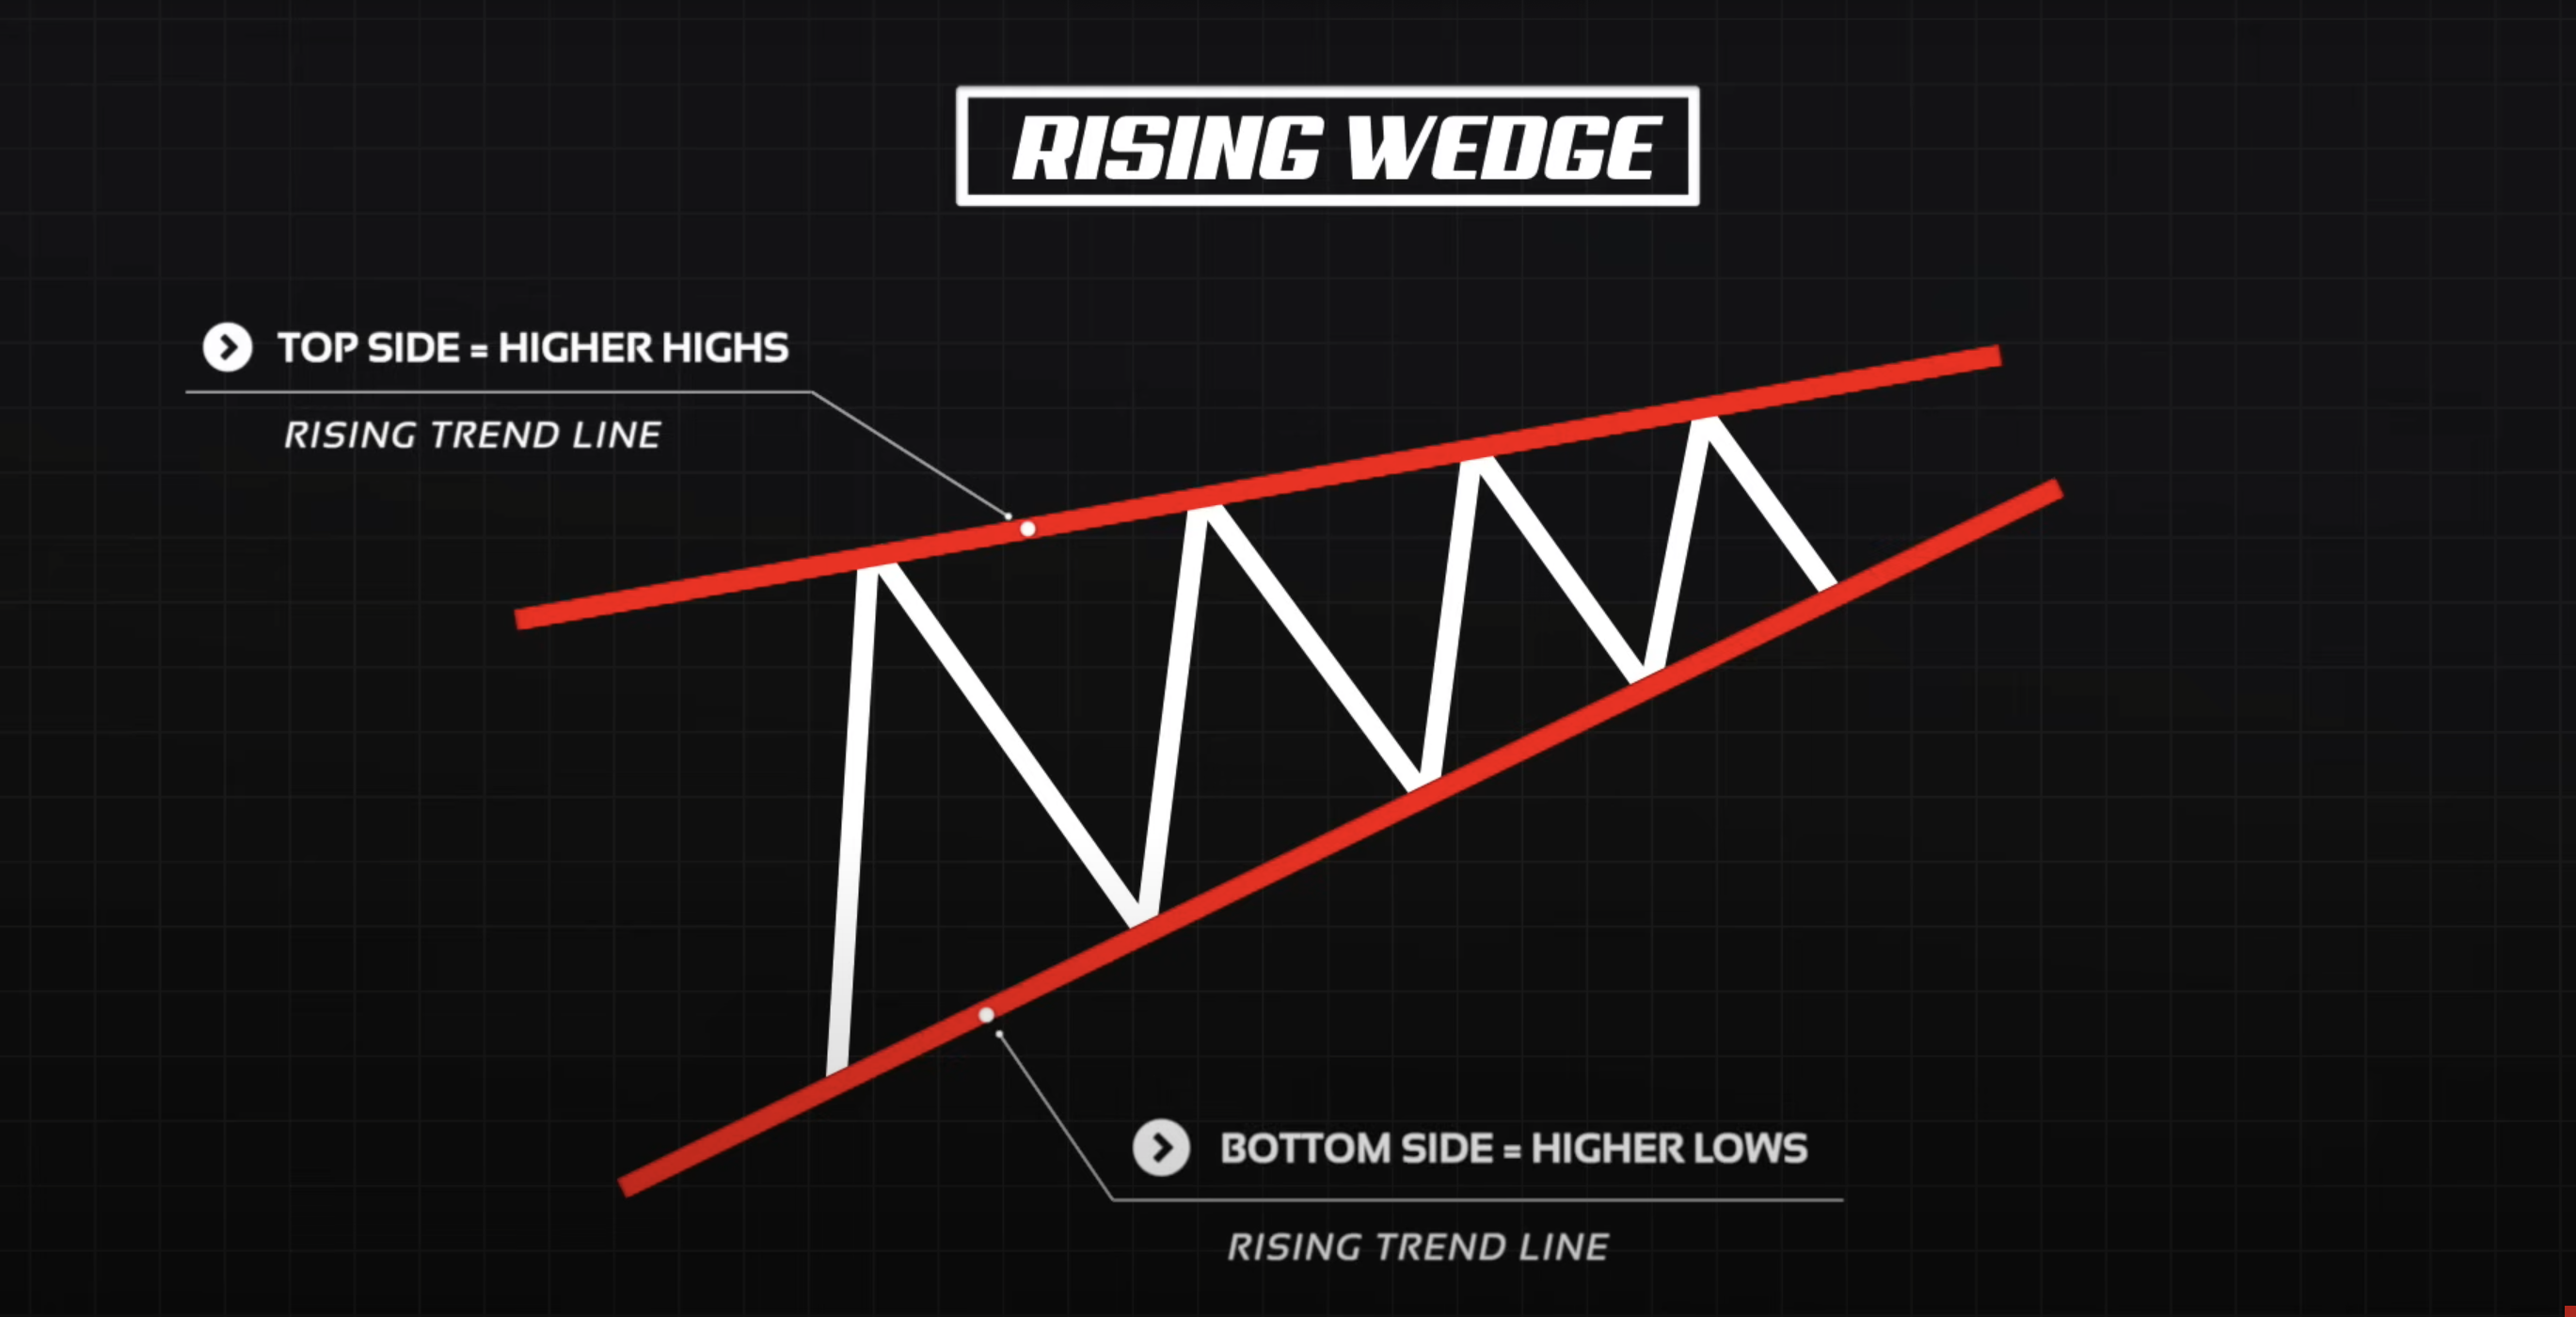 RISING WEDGE
TOP SIDE = HIGHER HIGHS
RISING TREND LINE
BOTTOM SIDE = HIGHER LOWS
RISING TREND LINE